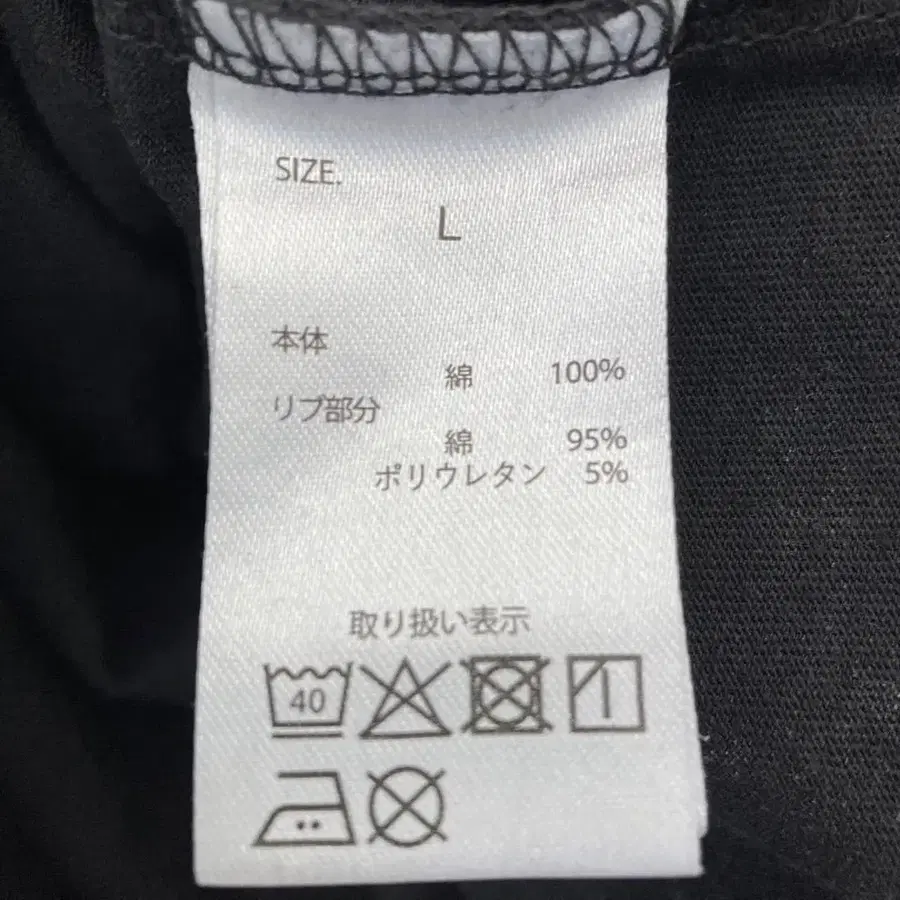 SIZE.
L
本体
綿 100%
リブ部分
綿 95%
ポリウレタン 5%
取り扱い表示
40